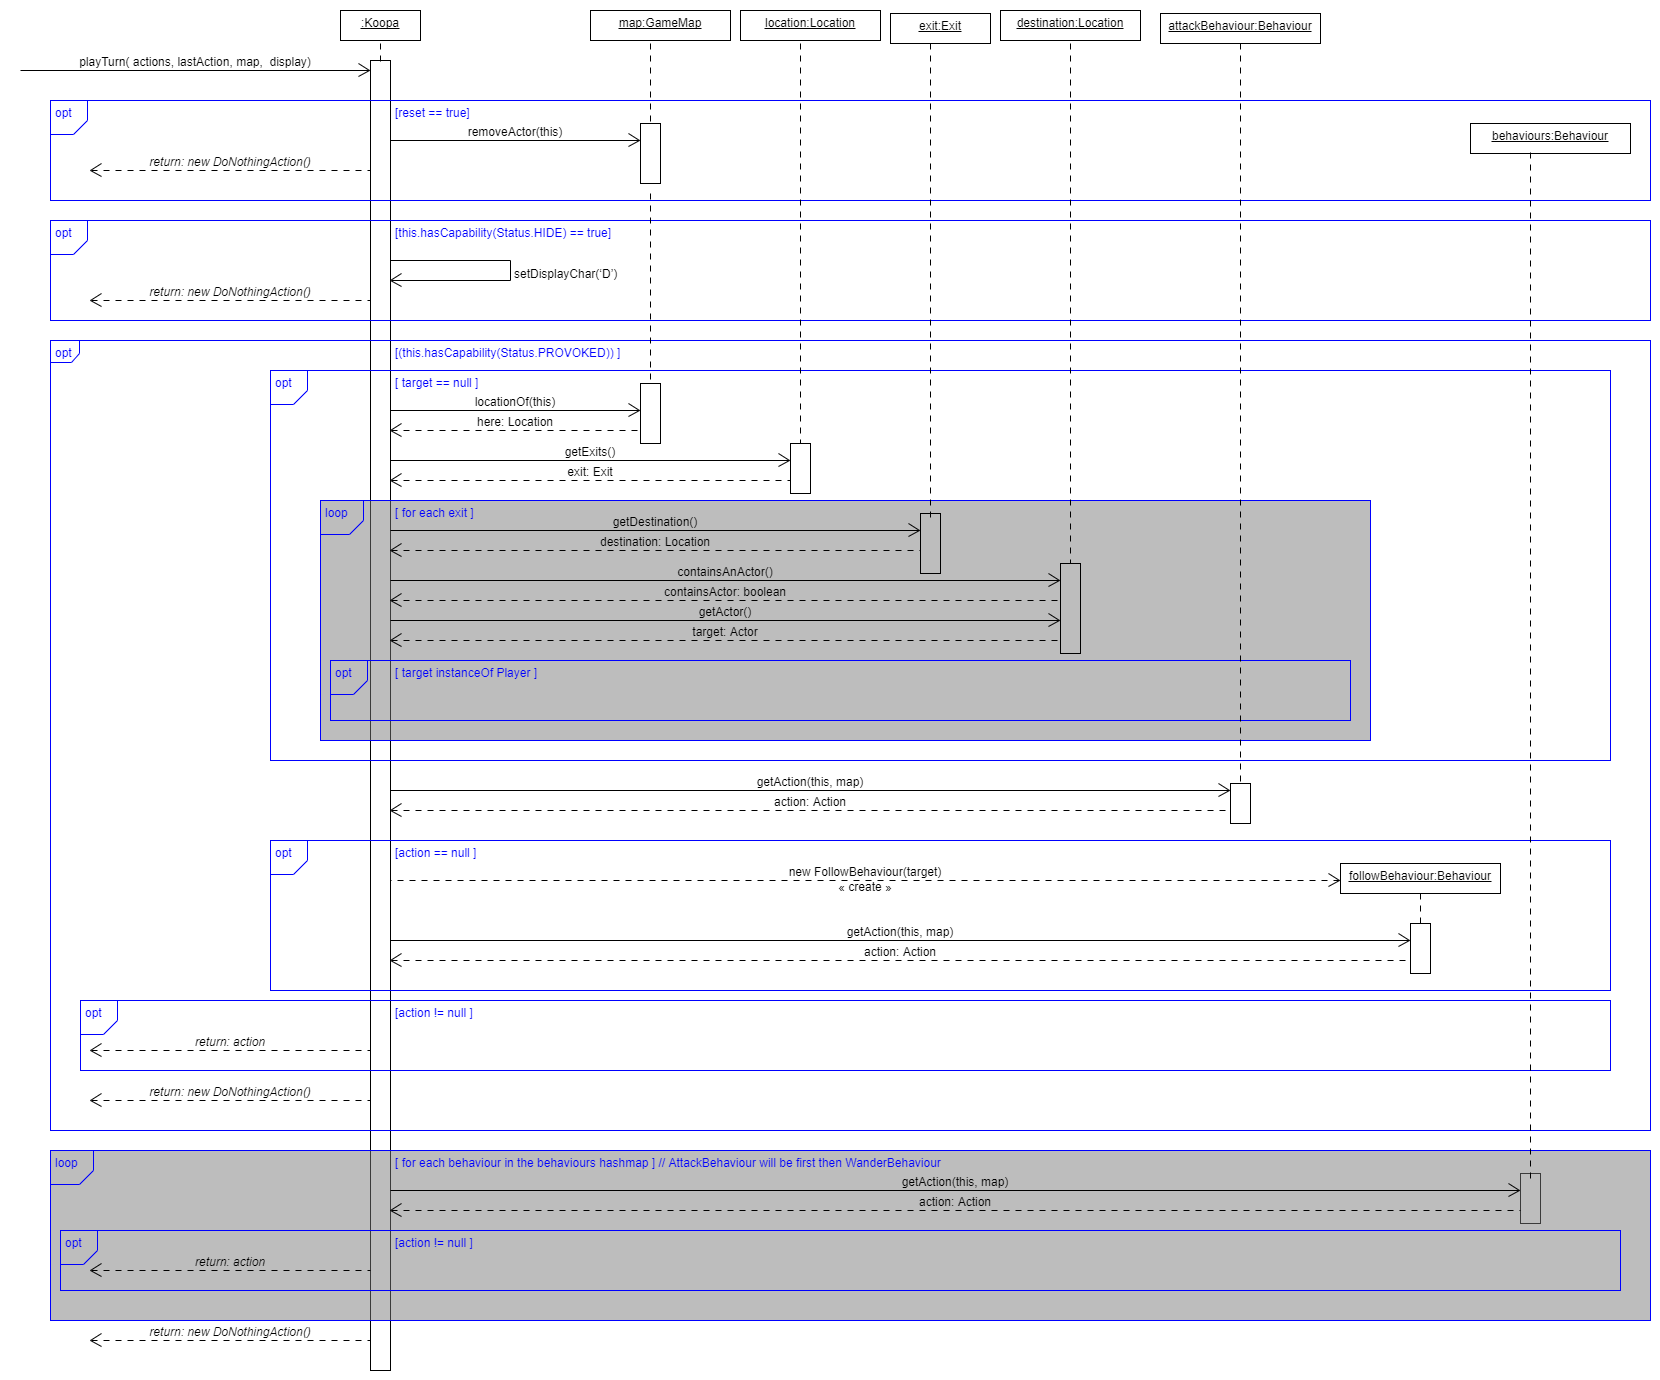 :Koopa
map:GameMap
location:Location
exit:Exit
destination:Location
attackBehaviour:Behaviour
playTurn( actions, lastAction, map,  display)
opt
[reset == true]
removeActor(this)
behaviours:Behaviour
return: new DoNothingAction()
opt
[this.hasCapability(Status.HIDE) == true]
setDisplayChar(‘D’)
return: new DoNothingAction()
opt
[(this.hasCapability(Status.PROVOKED)) ]
opt
[ target == null ]
locationOf(this)
here: Location
getExits()
exit: Exit
loop
[ for each exit ]
getDestination()
destination: Location
containsAnActor()
containsActor: boolean
getActor()
target: Actor
opt
[ target instanceOf Player ]
getAction(this, map)
action: Action
opt
[action == null ]
new FollowBehaviour(target)
« create »
followBehaviour:Behaviour
getAction(this, map)
action: Action
opt
[action != null ]
return: action
return: new DoNothingAction()
loop
[ for each behaviour in the behaviours hashmap ] // AttackBehaviour will be first then WanderBehaviour
getAction(this, map)
action: Action
opt
[action != null ]
return: action
return: new DoNothingAction()